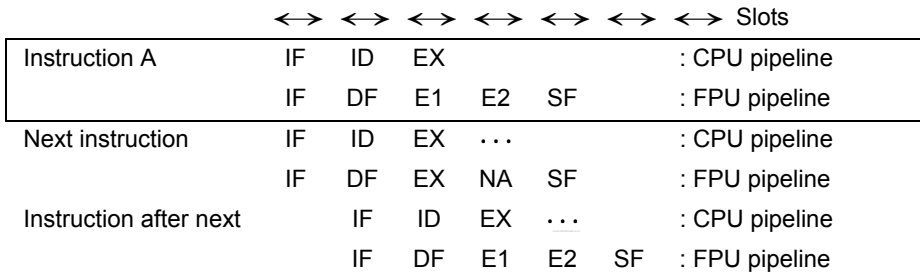 ←→ ←→ ←→ ←→ ←→ ←→ ←→ Slots
Instruction A IF ID EX : CPU pipeline
IF DF E1 E2 SF : FPU pipeline
Next instruction IF ID EX ··· : CPU pipeline
IF DF EX NA SF : FPU pipeline
Instruction after next IF ID EX ··· : CPU pipeline
IF DF E1 E2 SF : FPU pipeline